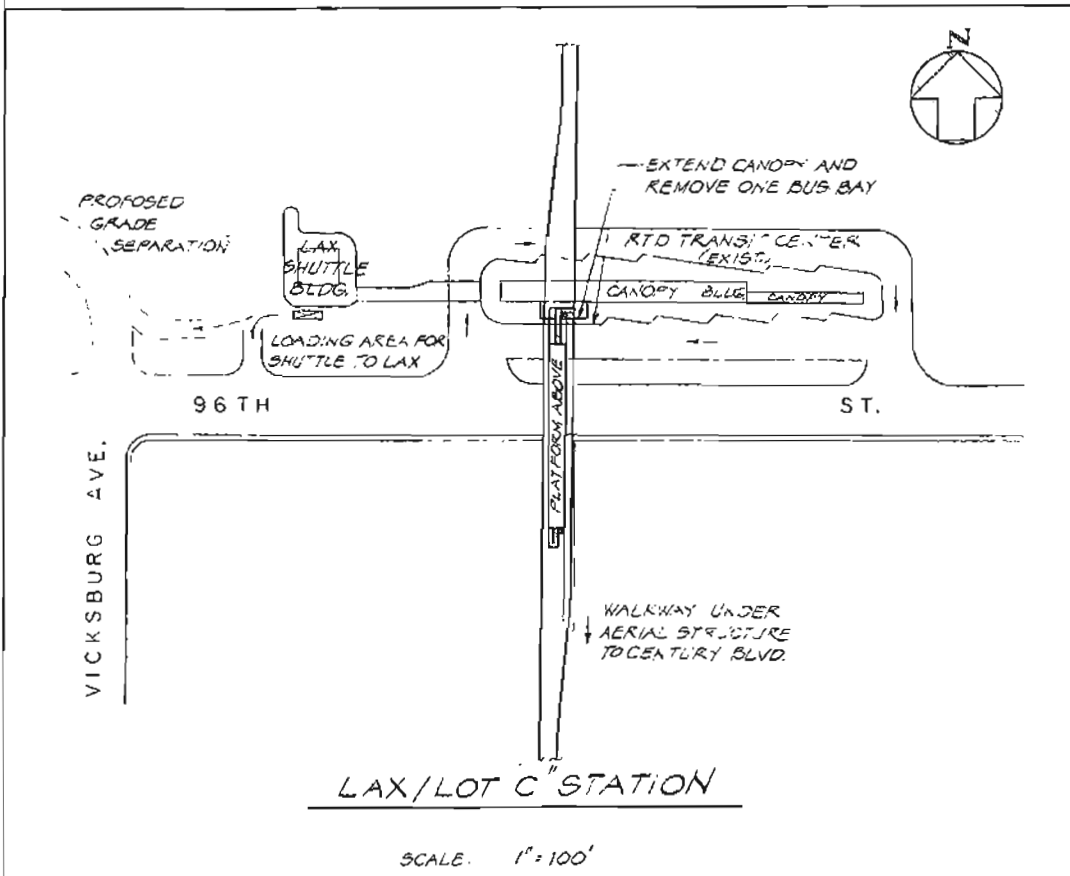 N
EXTEND CANOPY AND
REMOVE ONE BUS BAY
PROPOSED
GRADE
SEPARATION
LAX
SHUTTLE
BLDG.
RTD TRANSIT CENTER
(EXIST.)
CANOPY BLDG.
CANOPY
LOADING AREA FOR
SHUTTLE TO LAX
PLATFORM ABOVE
96TH ST.
VICKSBURG AVE.
WALKWAY UNDER
AERIAL STRUCTURE
TO CENTURY BLVD.
LAX/LOT C" STATION
SCALE. 1"=100'